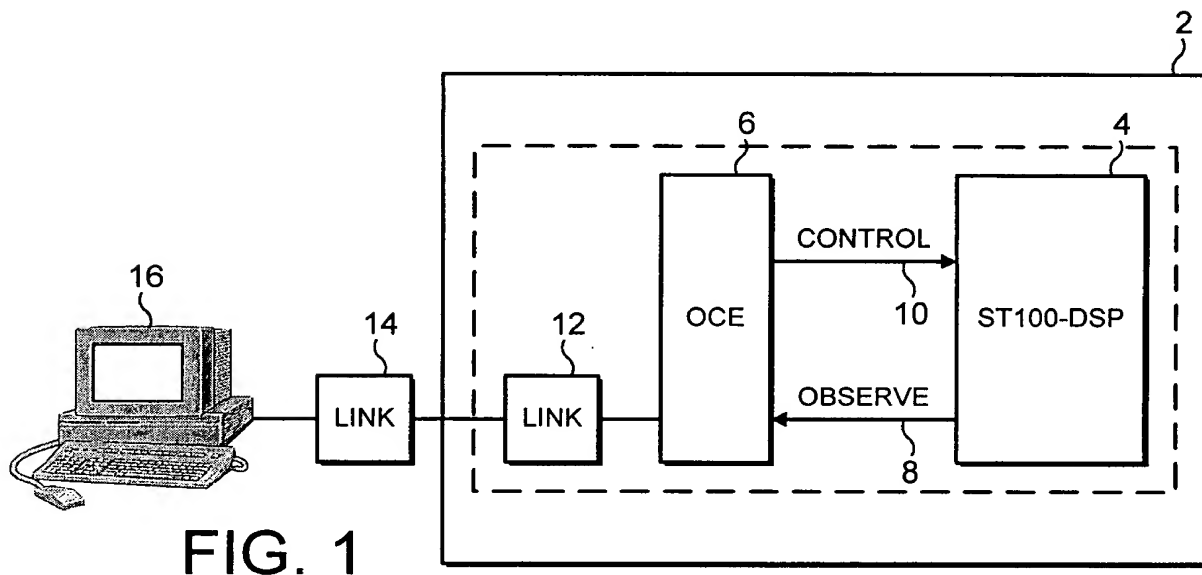 2
6
4
CONTROL
10
16
OCE
ST100-DSP
14
12
OBSERVE
LINK
LINK
8
FIG. 1